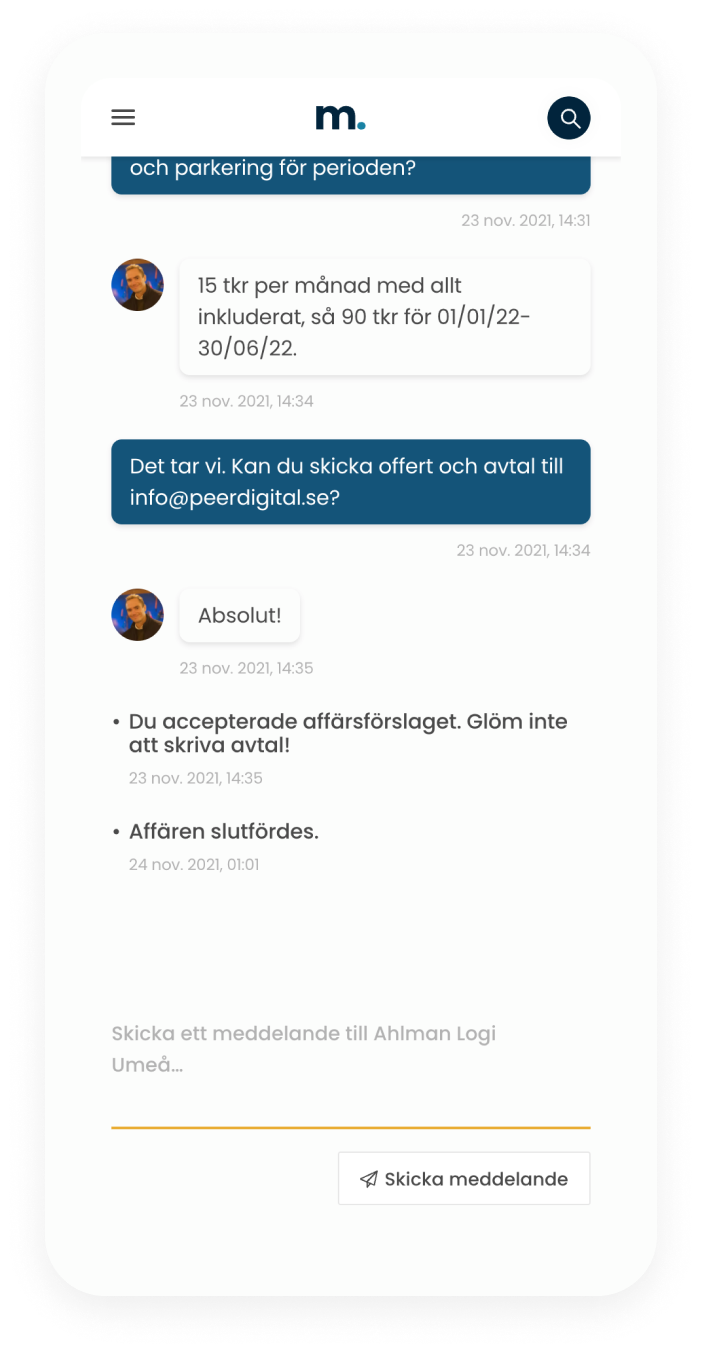 m.
och parkering för perioden?
23 nov. 2021, 14:31
15 tkr per månad med allt
inkluderat, så 90 tkr för 01/01/22-
30/06/22.
23 nov. 2021, 14:34
Det tar vi. Kan du skicka offert och avtal till
info@peerdigital.se?
23 nov. 2021, 14:34
Absolut!
23 nov. 2021, 14:35
• Du accepterade affärsförslaget. Glöm inte
att skriva avtal!
23 nov. 2021, 14:35
• Affären slutfördes.
24 nov. 2021, 01:01
Skicka ett meddelande till Ahlman Logi
Umeå...
Skicka meddelande